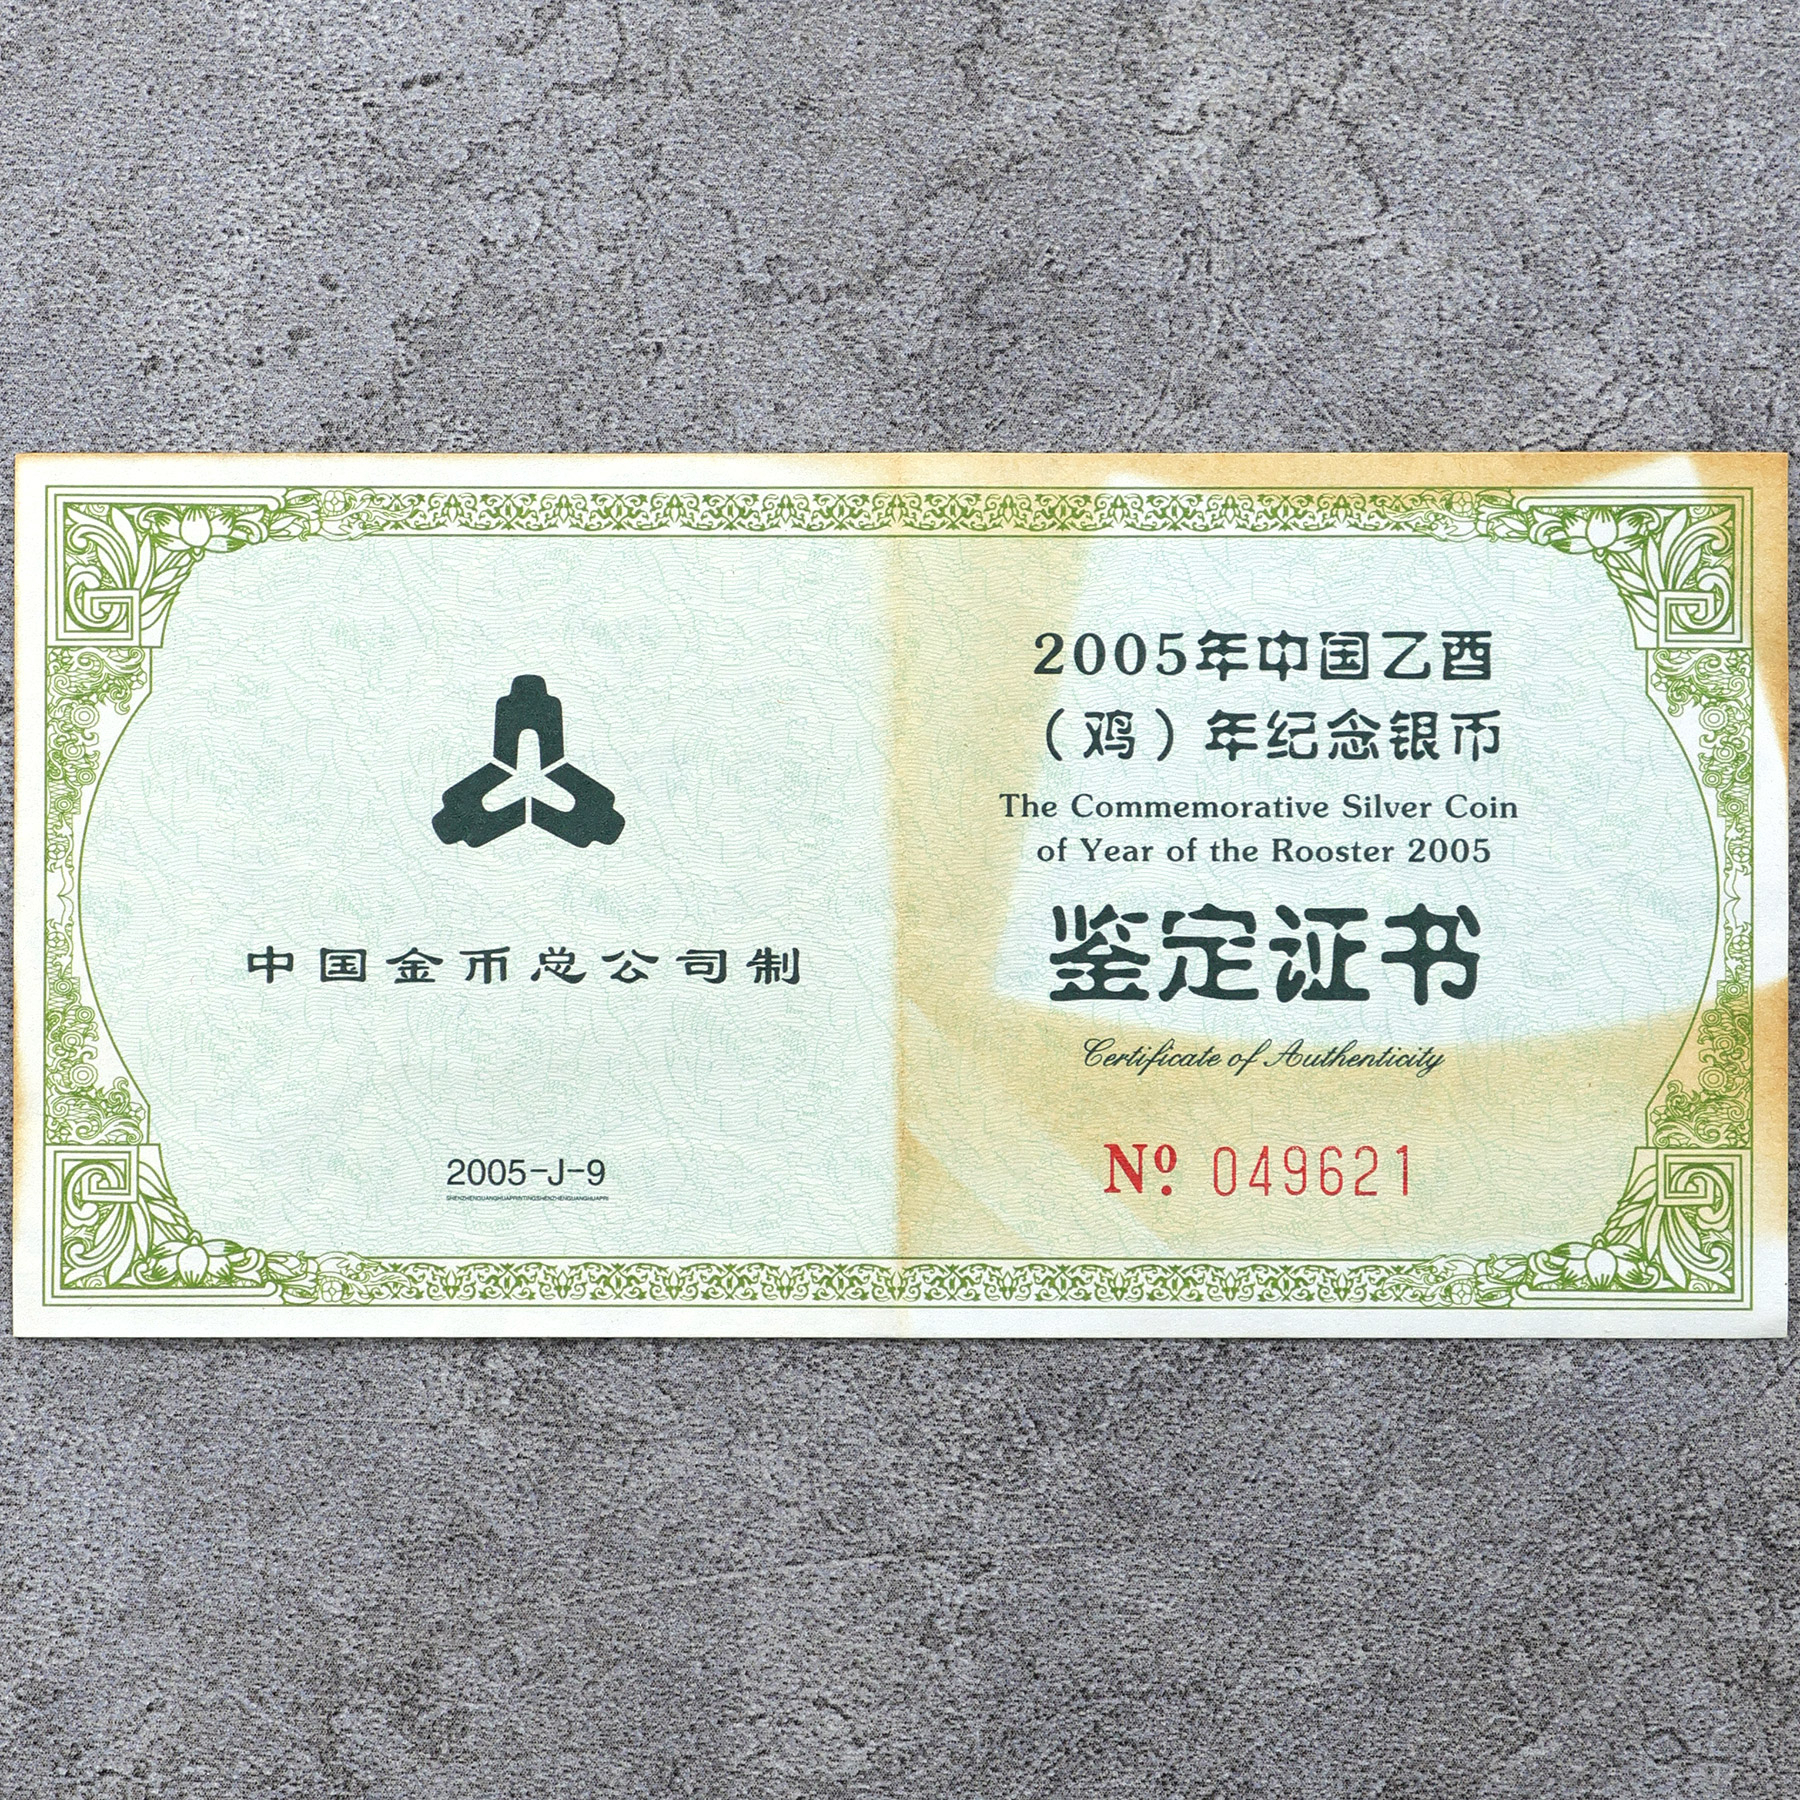 中国金币总公司制
2005-J-9
SHENZHENGUANGHUAPRINTINGSHENZHENGUANGHUAPRI
2005年中国乙酉
（鸡）年纪念银币
The Commemorative Silver Coin
of Year of the Rooster 2005
鉴定证书
Certificate of Authenticity
Nº. 049621